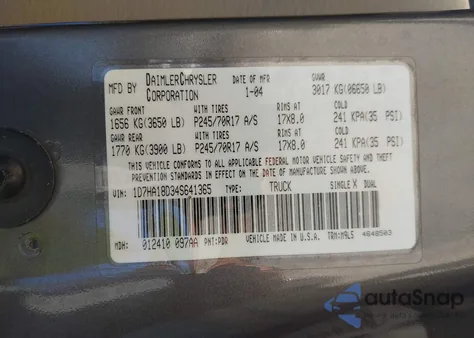 MFD BY DAIMLERCHRYSLER CORPORATION DATE OF MFR 1-04 GVWR 3017 KG(06650 LB)
GAWR FRONT WITH TIRES RIMS AT COLD
1656 KG(3650 LB) P245/70R17 A/S 17X8.0 241 KPA(35 PSI)
GAWR REAR WITH TIRES RIMS AT COLD
1770 KG(3900 LB) P245/70R17 A/S 17X8.0 241 KPA(35 PSI)
THIS VEHICLE CONFORMS TO ALL APPLICABLE FEDERAL MOTOR VEHICLE SAFETY AND THEFT
PREVENTION STANDARDS IN EFFECT ON THE DATE OF MANUFACTURE SHOWN ABOVE.
VIN: 1D7HA18D34S641365 TYPE: TRUCK SINGLE X DUAL
MDH: 012410 097AA PNT:PDR VEHICLE MADE IN U.S.A. TRM:M9L5 4648503
autoSnap